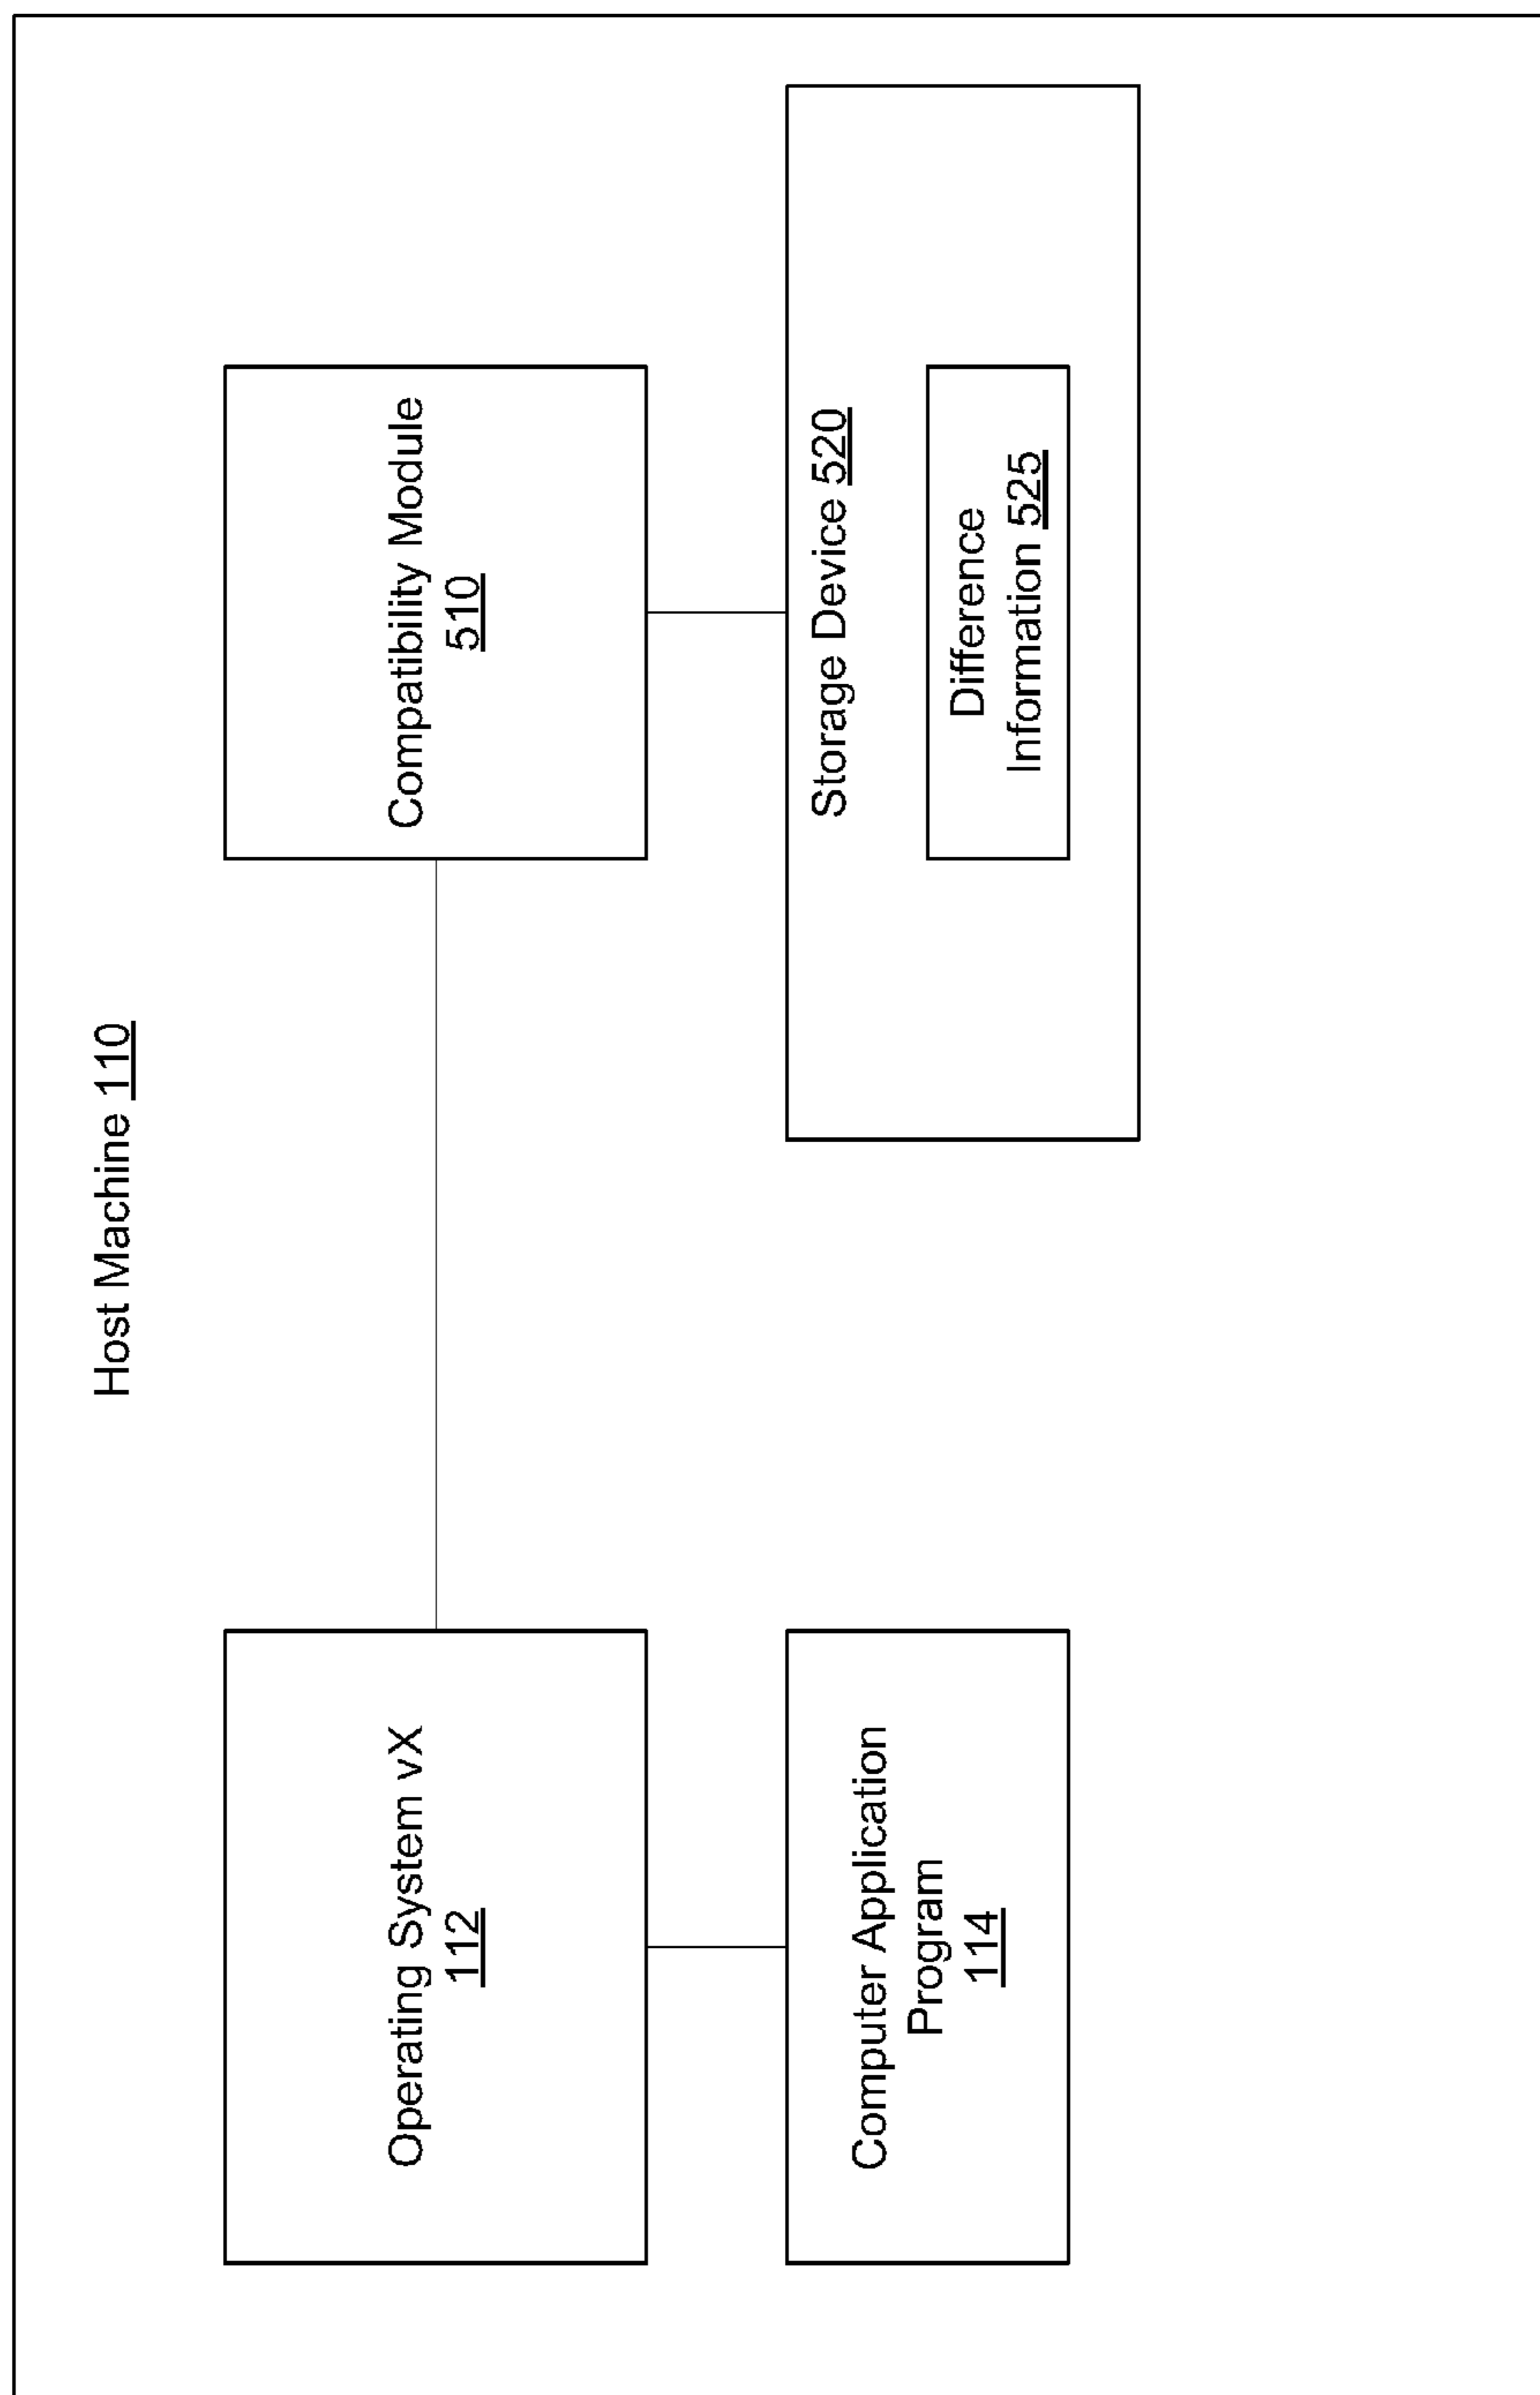 Host Machine 110
Operating System vX
112
Compatibility Module
510
Computer Application
Program
114
Storage Device 520
Difference
Information 525